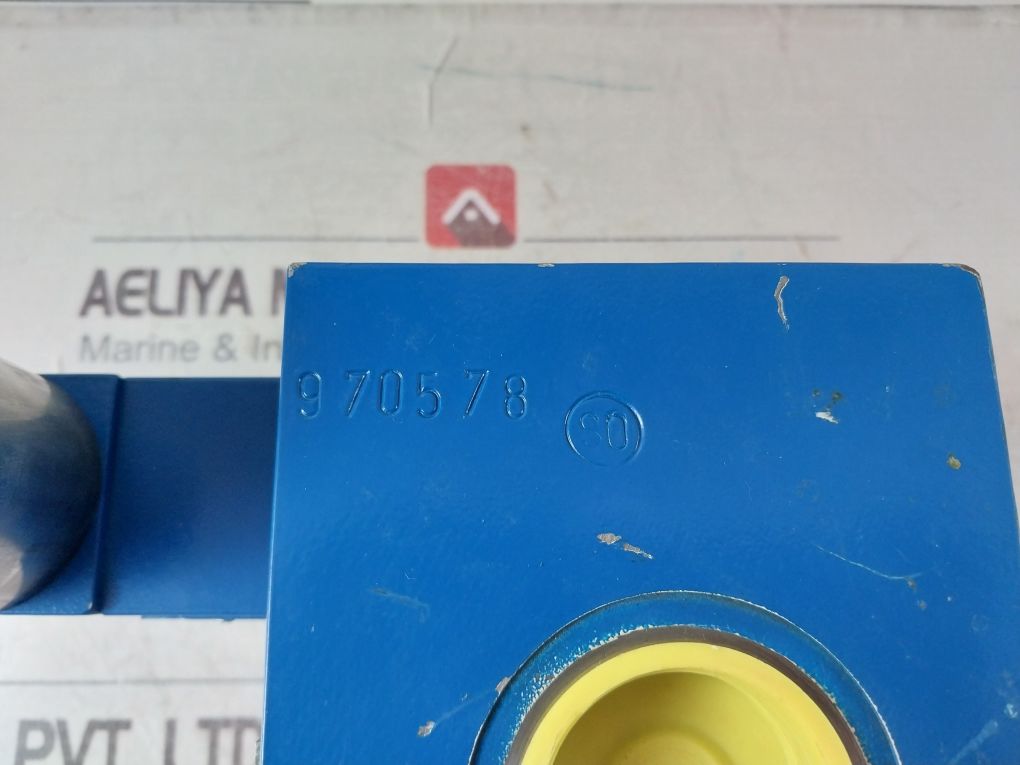 AELIYA M
Marine & In
970578
SO
PVT LTD